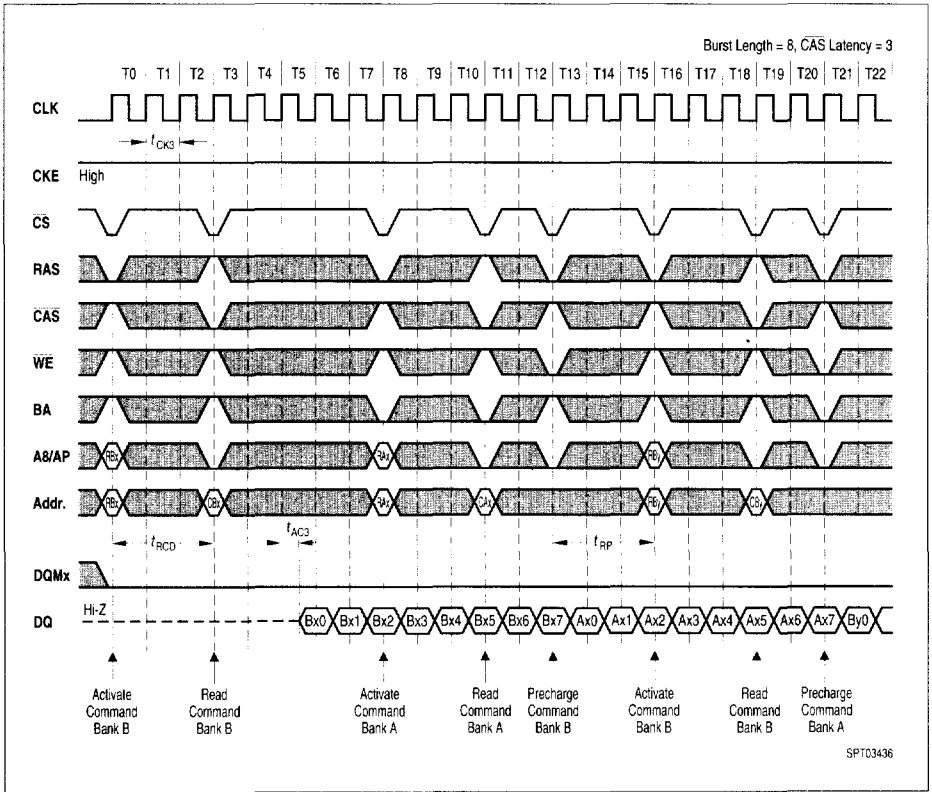 Burst Length = 8, CAS Latency = 3
T0 T1 T2 T3 T4 T5 T6 T7 T8 T9 T10 T11 T12 T13 T14 T15 T16 T17 T18 T19 T20 T21 T22
CLK
tCK3
CKE High
CS
RAS
CAS
WE
BA
A8/AP RBx RAx RBy
Addr. RBx CBx RAx CAx RBy CBy
tRCD tAC3 tRP
DQMx
DQ Hi-Z Bx0 Bx1 Bx2 Bx3 Bx4 Bx5 Bx6 Bx7 Ax0 Ax1 Ax2 Ax3 Ax4 Ax5 Ax6 Ax7 By0
Activate Read Activate Read Precharge Activate Read Precharge
Command Command Command Command Command Command Command Command
Bank B Bank B Bank A Bank A Bank B Bank B Bank B Bank A
SPT03436